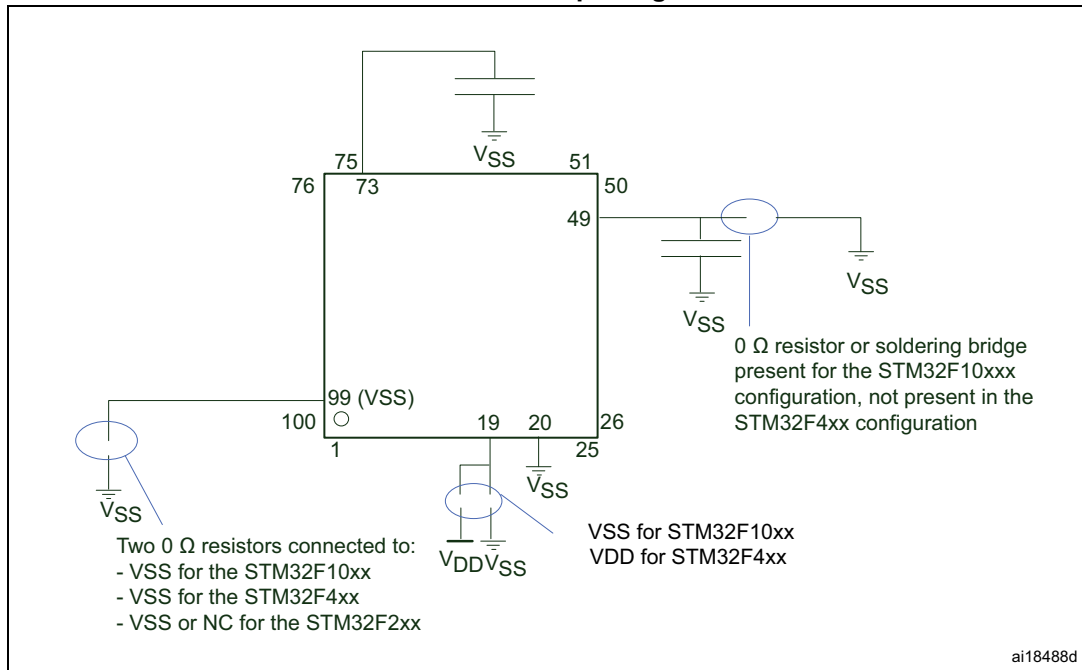 VSS
75
51
76
73
50
49
VSS
VSS
0 Ω resistor or soldering bridge
present for the STM32F10xxx
configuration, not present in the
STM32F4xx configuration
99 (VSS)
100
19
20
26
1
25
VSS
VSS
VDD VSS
VSS for STM32F10xx
VDD for STM32F4xx
Two 0 Ω resistors connected to:
- VSS for the STM32F10xx
- VSS for the STM32F4xx
- VSS or NC for the STM32F2xx
ai18488d